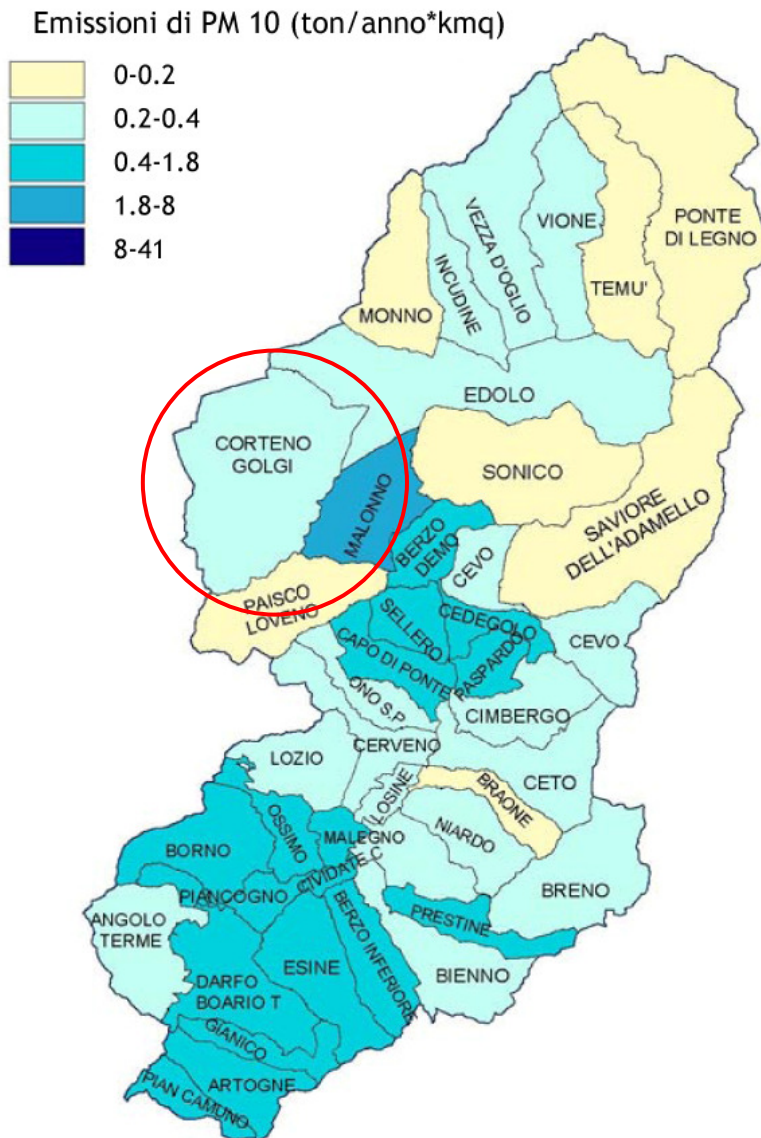 Emissioni di PM 10 (ton/anno*kmq)
0-0.2
0.2-0.4
0.4-1.8
1.8-8
8-41
VEZZA D'OGLIO
VIONE
PONTE
DI LEGNO
INCUDINE
TEMU'
MONNO
EDOLO
CORTENO
GOLGI
SONICO
MALONNO
SAVIORE
DELL'ADAMELLO
BERZO
DEMO
CEVO
PAISCO
LOVENO
SELLERO
CEDEGOLO
CEVO
CAPO DI PONTE
PASPARDO
ONO S.P.
CIMBERGO
LOZIO
CERVENO
LOSINE
BRAONE
CETO
OSSIMO
MALEGNO
NIARDO
BORNO
CIVIDATE C
PIANCOGNO
BRENO
ANGOLO
TERME
PRESTINE
BERZO INFERIORE
ESINE
BIENNO
DARFO
BOARIO T
GIANICO
ARTOGNE
PIAN CAMUNO